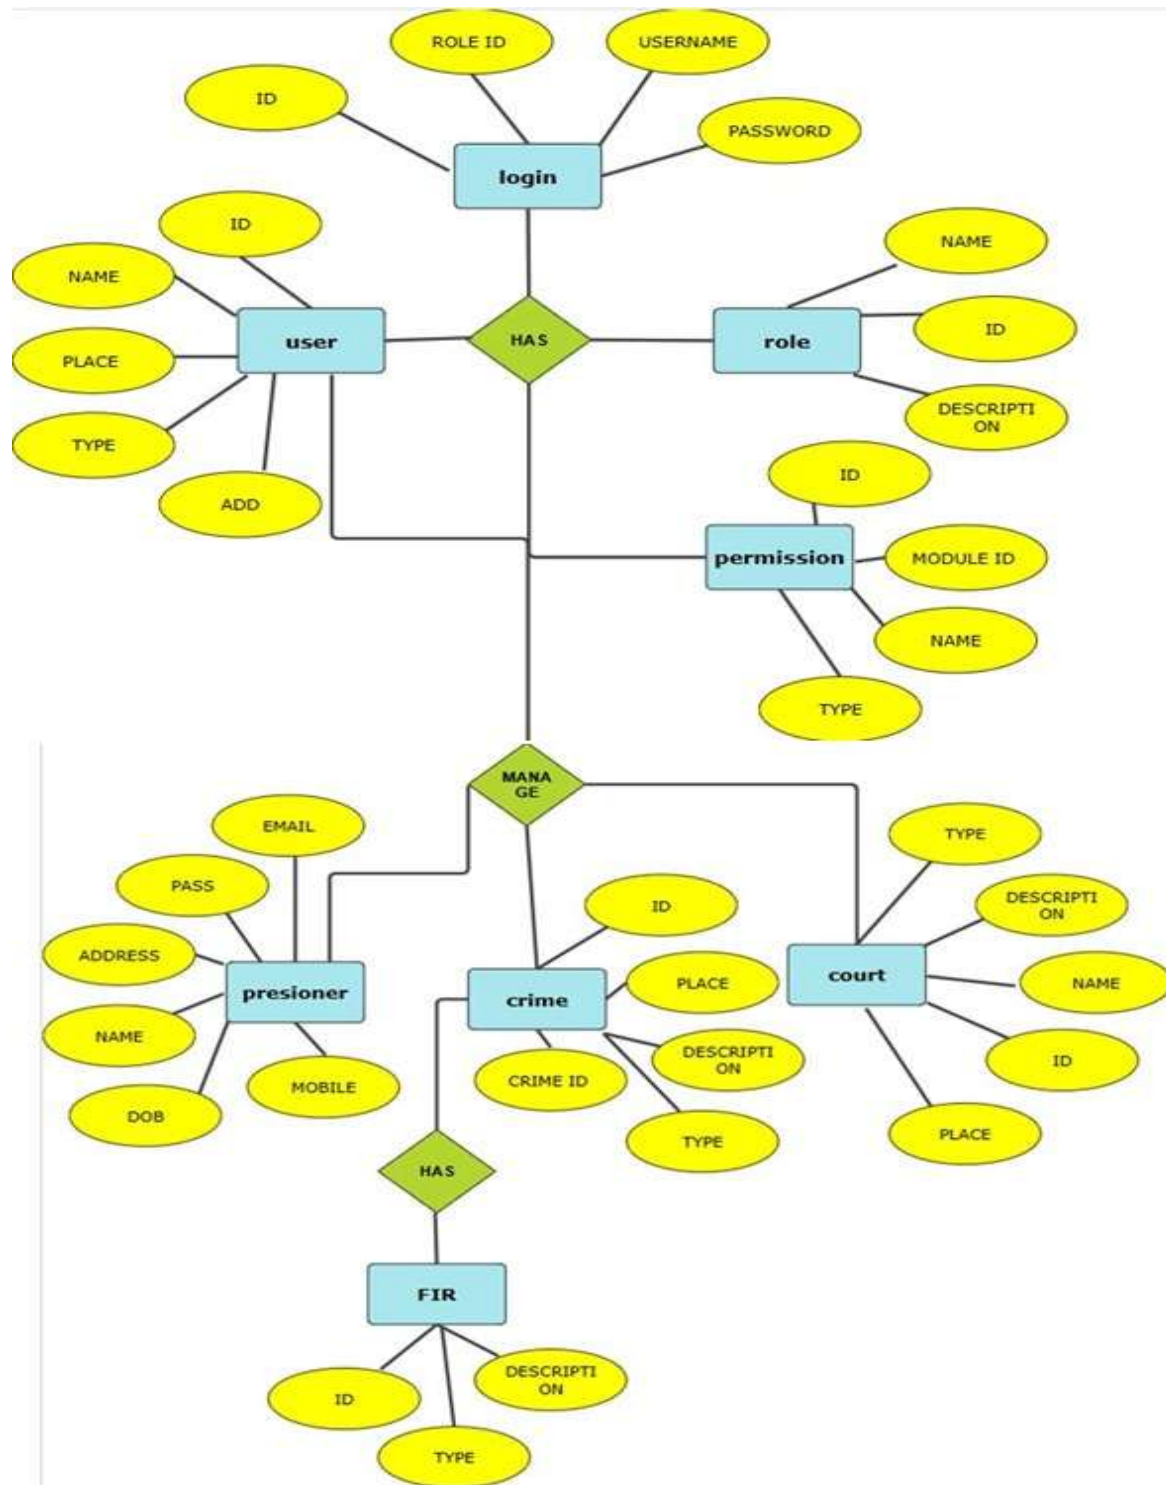 ROLE ID
USERNAME
ID
PASSWORD
login
ID
NAME
NAME
ID
user
HAS
role
PLACE
DESCRIPTI
ON
TYPE
ID
ADD
permission
MODULE ID
NAME
TYPE
MANA
GE
EMAIL
TYPE
PASS
ID
DESCRIPTI
ON
ADDRESS
court
PLACE
NAME
presioner
crime
NAME
DESCRIPTI
ON
ID
MOBILE
CRIME ID
DOB
TYPE
PLACE
HAS
FIR
DESCRIPTI
ON
ID
TYPE